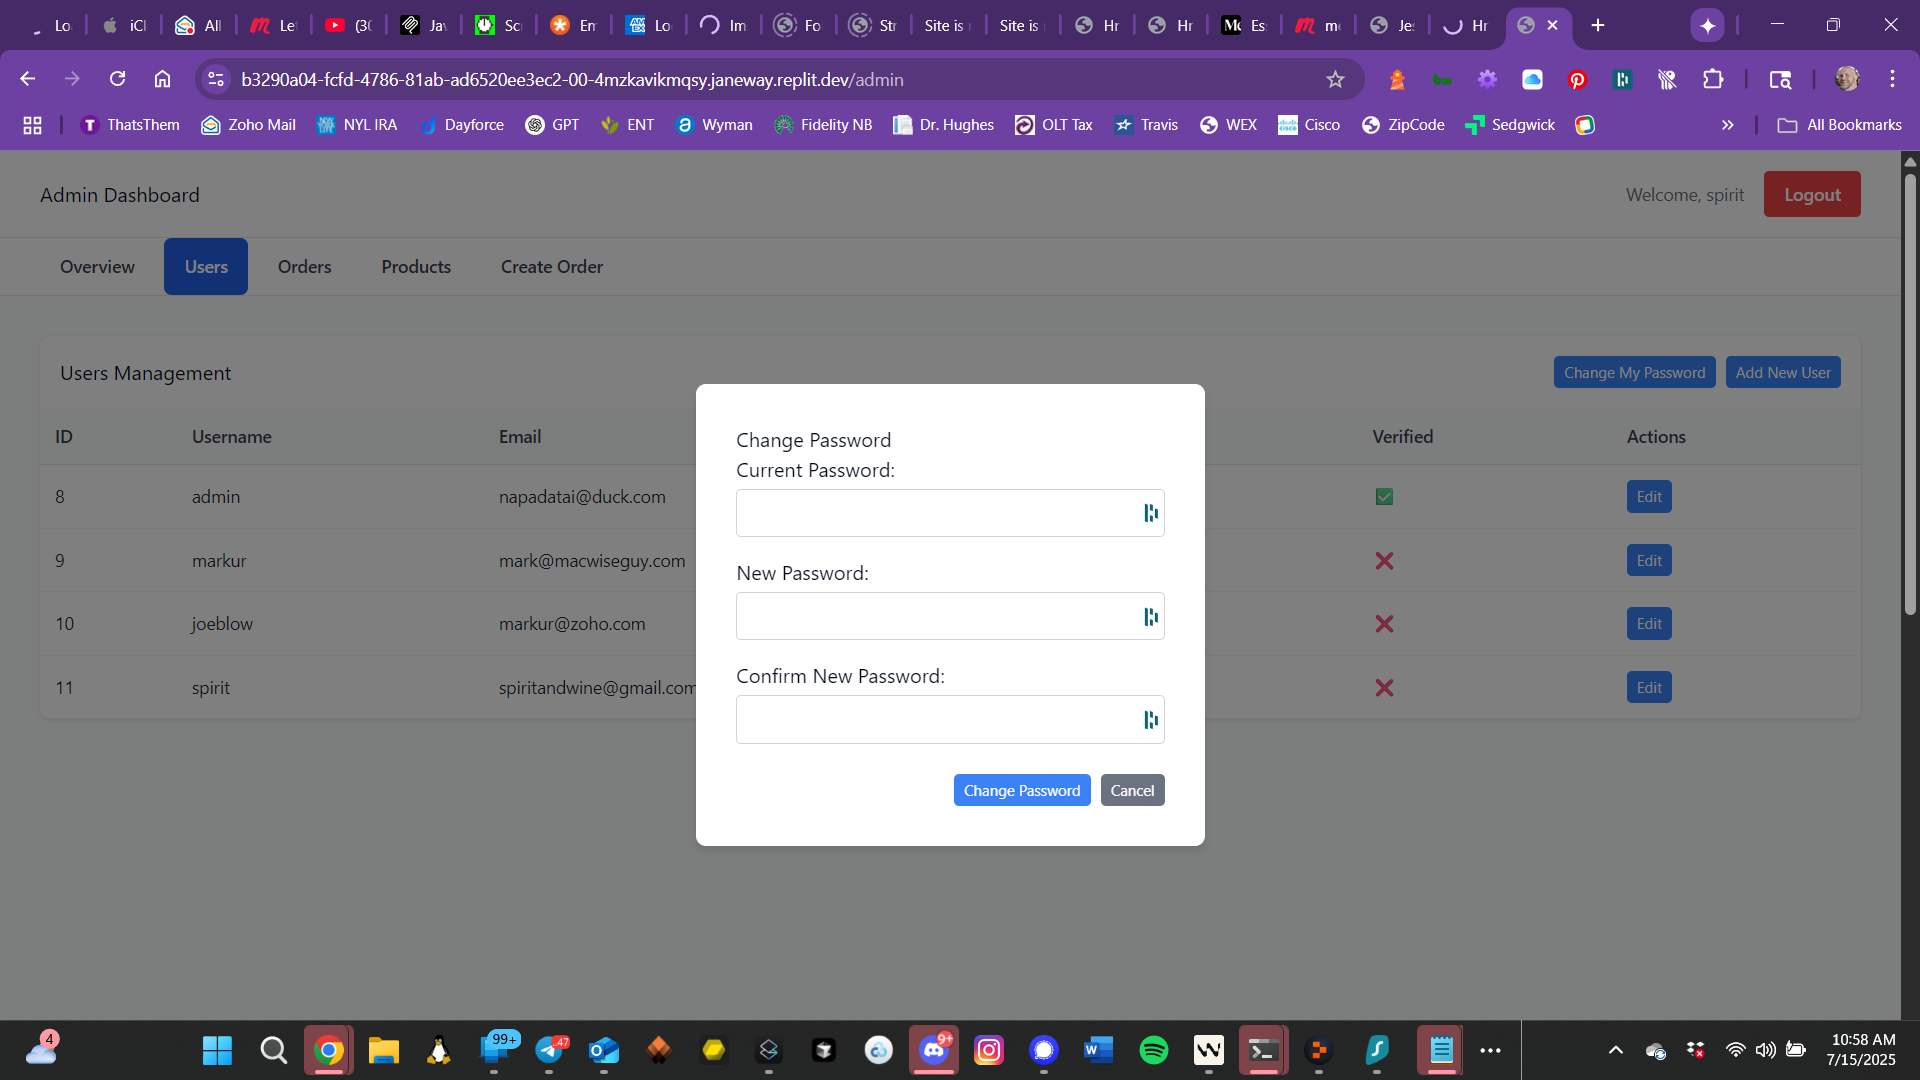 Lo
iCl
All
Le
(30
Jav
Sc
Em
Lo
Im
Fo
Str
Site is
Site is
Hr
Hr
Es
m
Je
Hr
b3290a04-fcfd-4786-81ab-ad6520ee3ec2-00-4mzkavikmqsy.janeway.replit.dev/admin
ThatsThem
Zoho Mail
NYL IRA
Dayforce
GPT
ENT
Wyman
Fidelity NB
Dr. Hughes
OLT Tax
Travis
WEX
Cisco
ZipCode
Sedgwick
All Bookmarks
Admin Dashboard
Welcome, spirit
Logout
Overview
Users
Orders
Products
Create Order
Users Management
Change My Password
Add New User
ID Username Email Verified Actions
8 admin napadatai@duck.com Edit
9 markur mark@macwiseguy.com Edit
10 joeblow markur@zoho.com Edit
11 spirit spiritandwine@gmail.com Edit
Change Password
Current Password:
New Password:
Confirm New Password:
Change Password
Cancel
4
99+
.47
9+
10:58 AM
7/15/2025